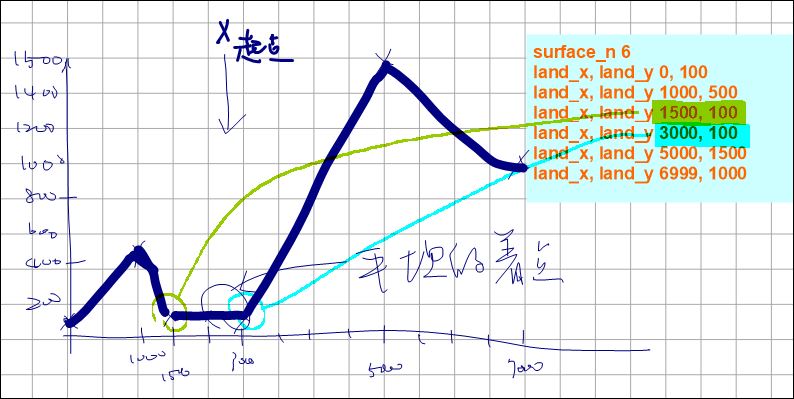 X 起点
1500
1400
1200
1000
800
600
400
200
surface_n 6
land_x, land_y 0, 100
land_x, land_y 1000, 500
land_x, land_y 1500, 100
land_x, land_y 3000, 100
land_x, land_y 5000, 1500
land_x, land_y 6999, 1000
平坦的着点
1000
1500
3000
5000
7000